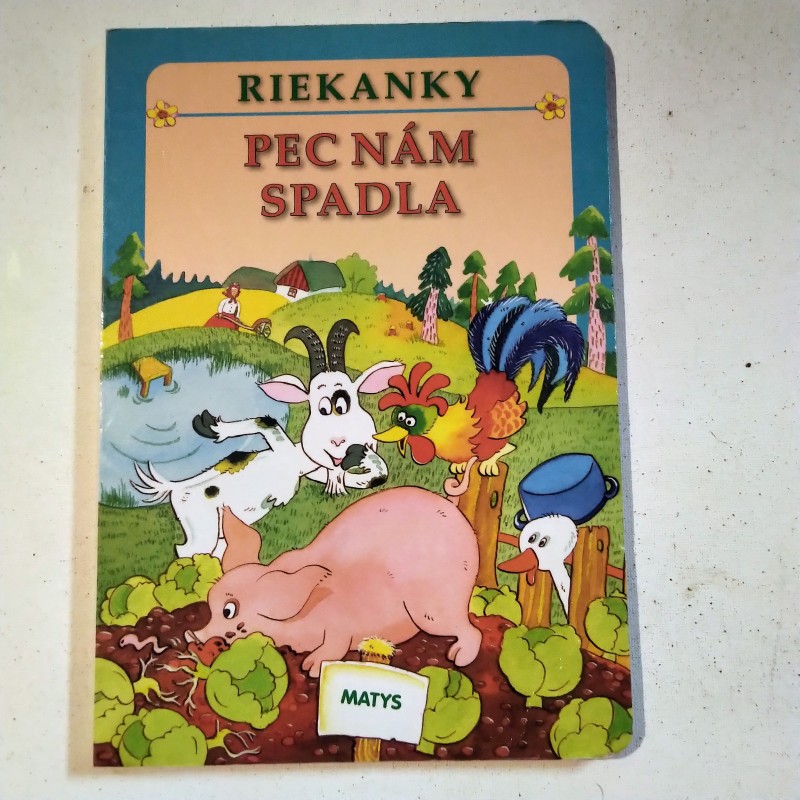 RIEKANKY
PEC NÁM
SPADLA
MATYS